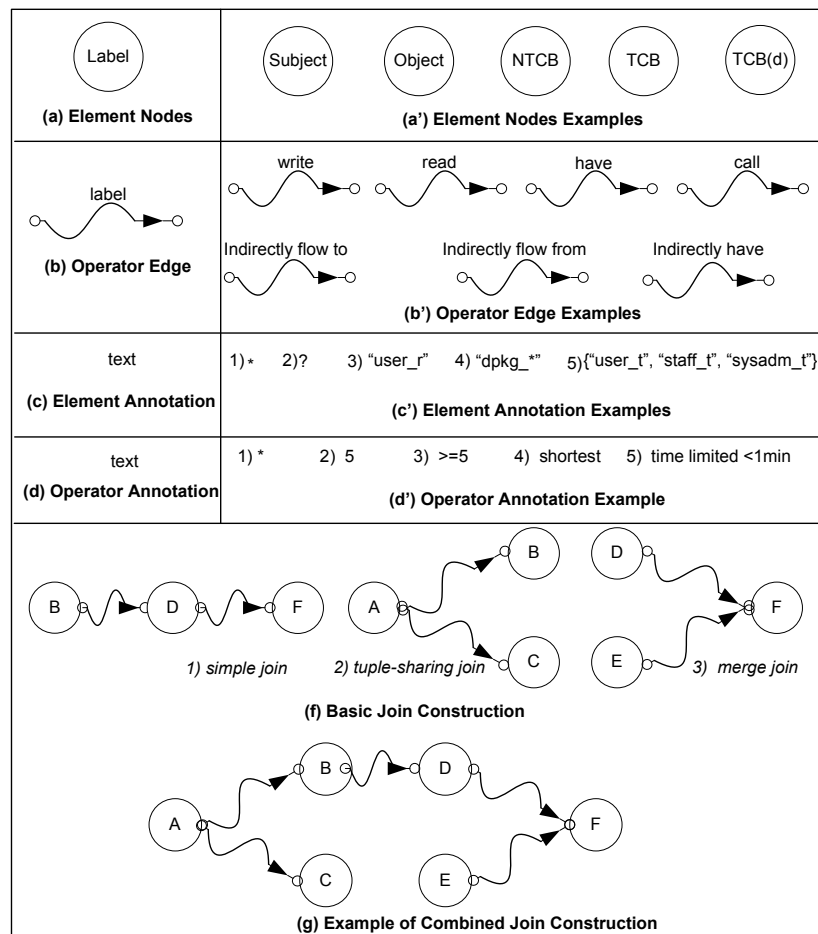 Label
Subject
Object
NTCB
TCB
TCB(d)
(a) Element Nodes
(a') Element Nodes Examples
label
(b) Operator Edge
write
read
have
call
Indirectly flow to
Indirectly flow from
Indirectly have
(b') Operator Edge Examples
text
(c) Element Annotation
1) * 2)? 3) “user_r” 4) “dpkg_*” 5){“user_t”, “staff_t”, “sysadm_t”}
(c’) Element Annotation Examples
text
(d) Operator Annotation
1) * 2) 5 3) >=5 4) shortest 5) time limited <1min
(d’) Operator Annotation Example
B
D
F
1) simple join
A
B
C
2) tuple-sharing join
D
E
F
3) merge join
(f) Basic Join Construction
A
B
D
C
E
F
(g) Example of Combined Join Construction